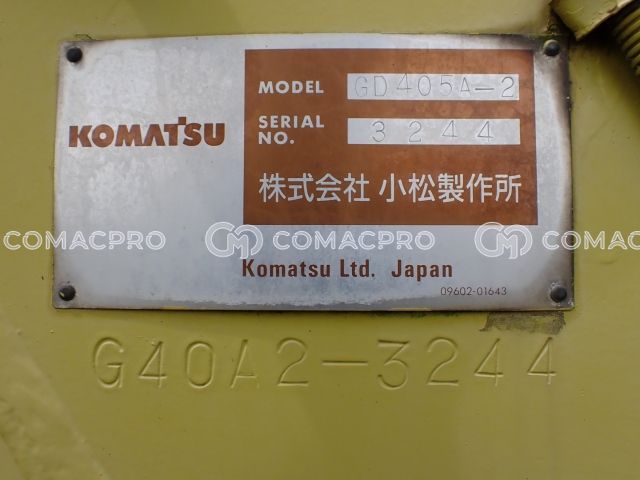 KOMATSU
MODEL GD405A-2
SERIAL NO. 3244
株式会社 小松製作所
COMACPRO COMACPRO COMACPRO
Komatsu Ltd. Japan
09602-01643
G40A2-3244